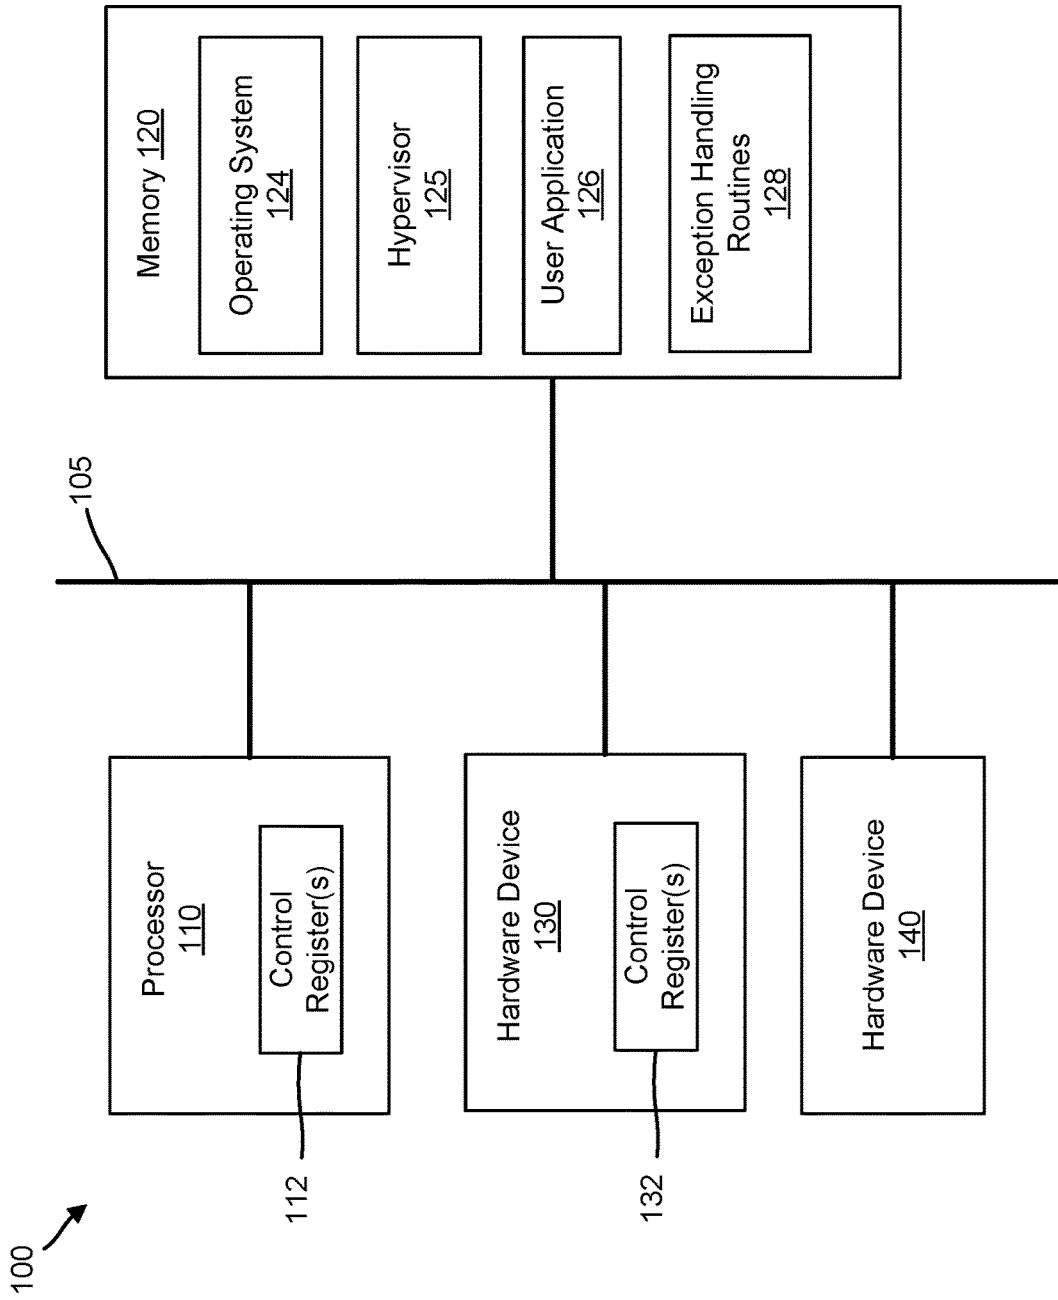 100
Processor
110
Control
Register(s)
112
Hardware Device
130
Control
Register(s)
132
Hardware Device
140
105
Memory 120
Operating System
124
Hypervisor
125
User Application
126
Exception Handling
Routines
128